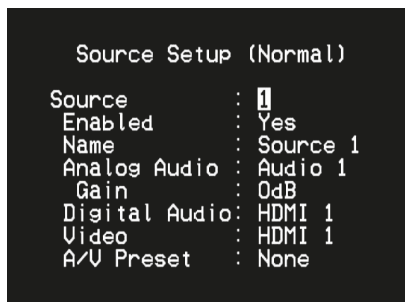 Source Setup (Normal)
Source : 1
Enabled : Yes
Name : Source 1
Analog Audio : Audio 1
Gain : 0dB
Digital Audio: HDMI 1
Video : HDMI 1
A/V Preset : None